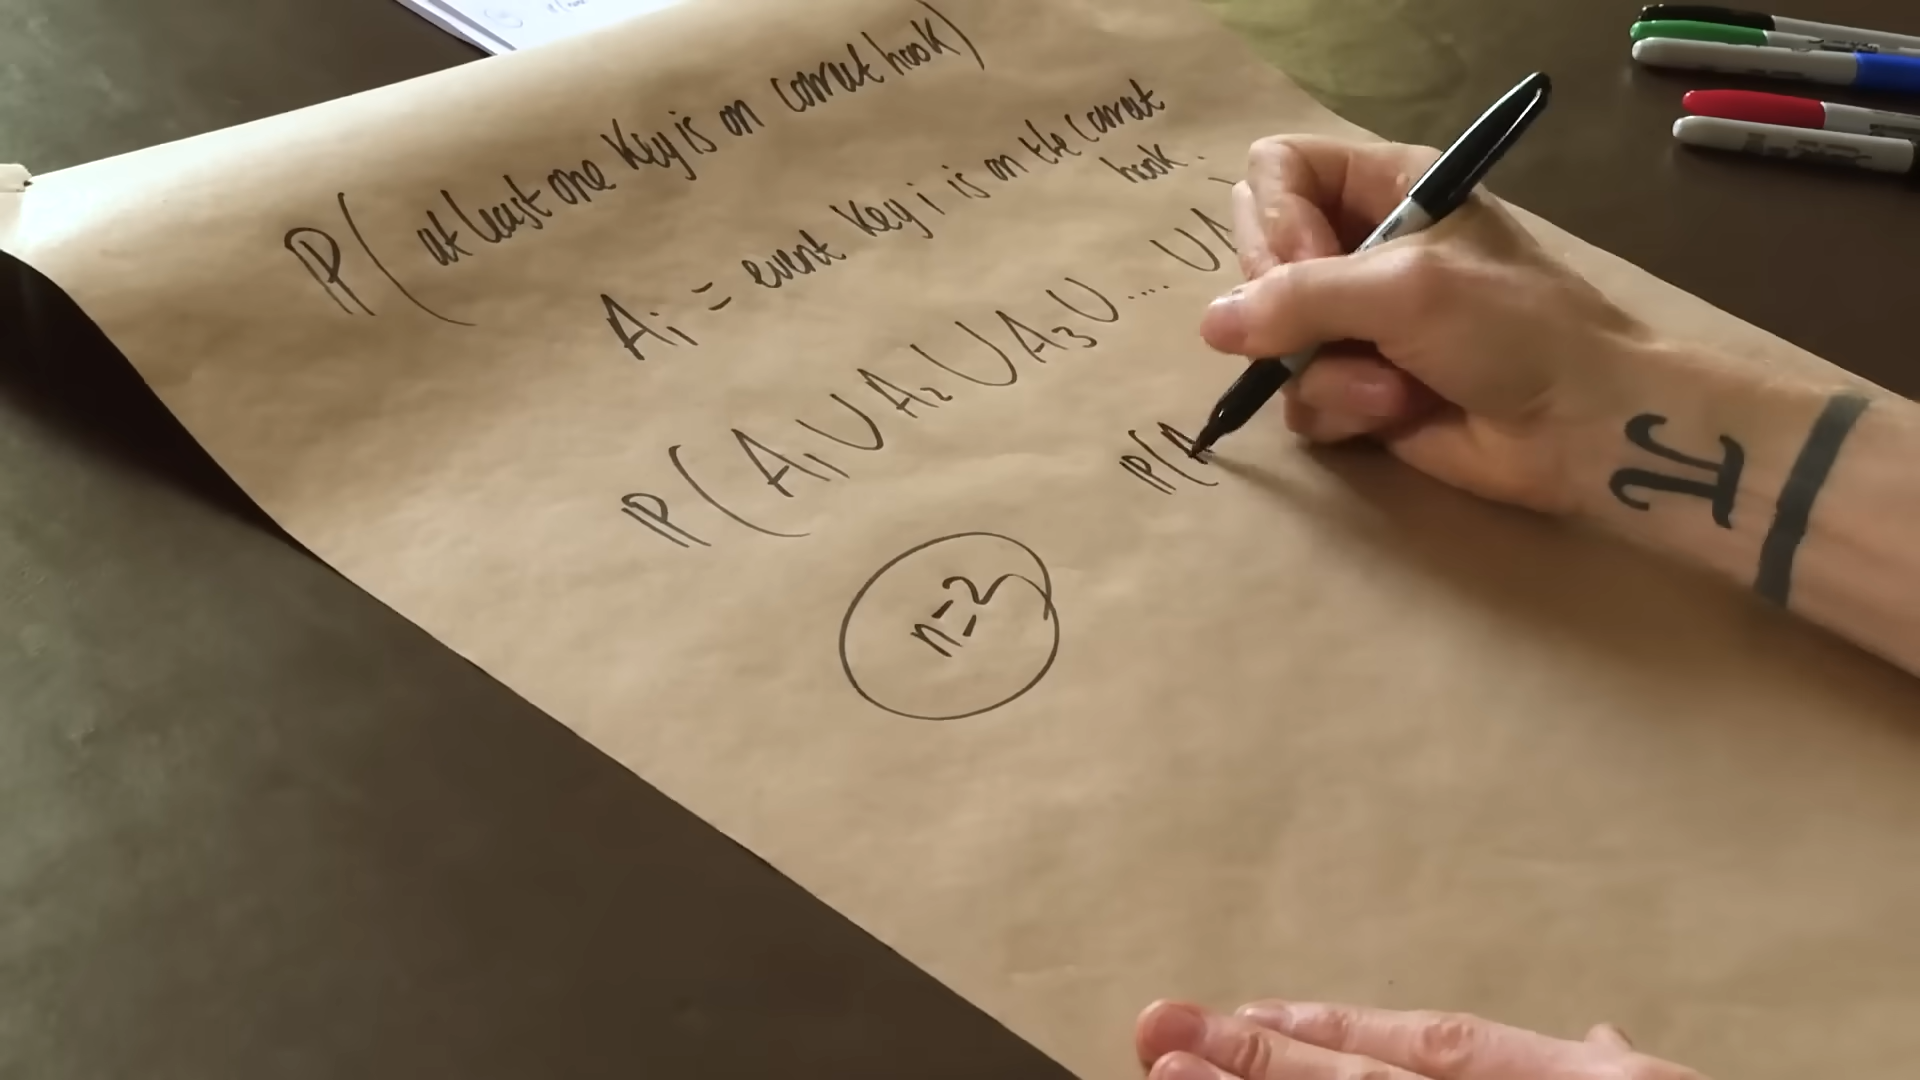 ℙ( at least one Key is on correct hook)
Ai = event Key i is on the correct
hook.
ℙ(A1 ∪ A2 ∪ A3 ∪ .... ∪ A
n=2
ℙ(A
π